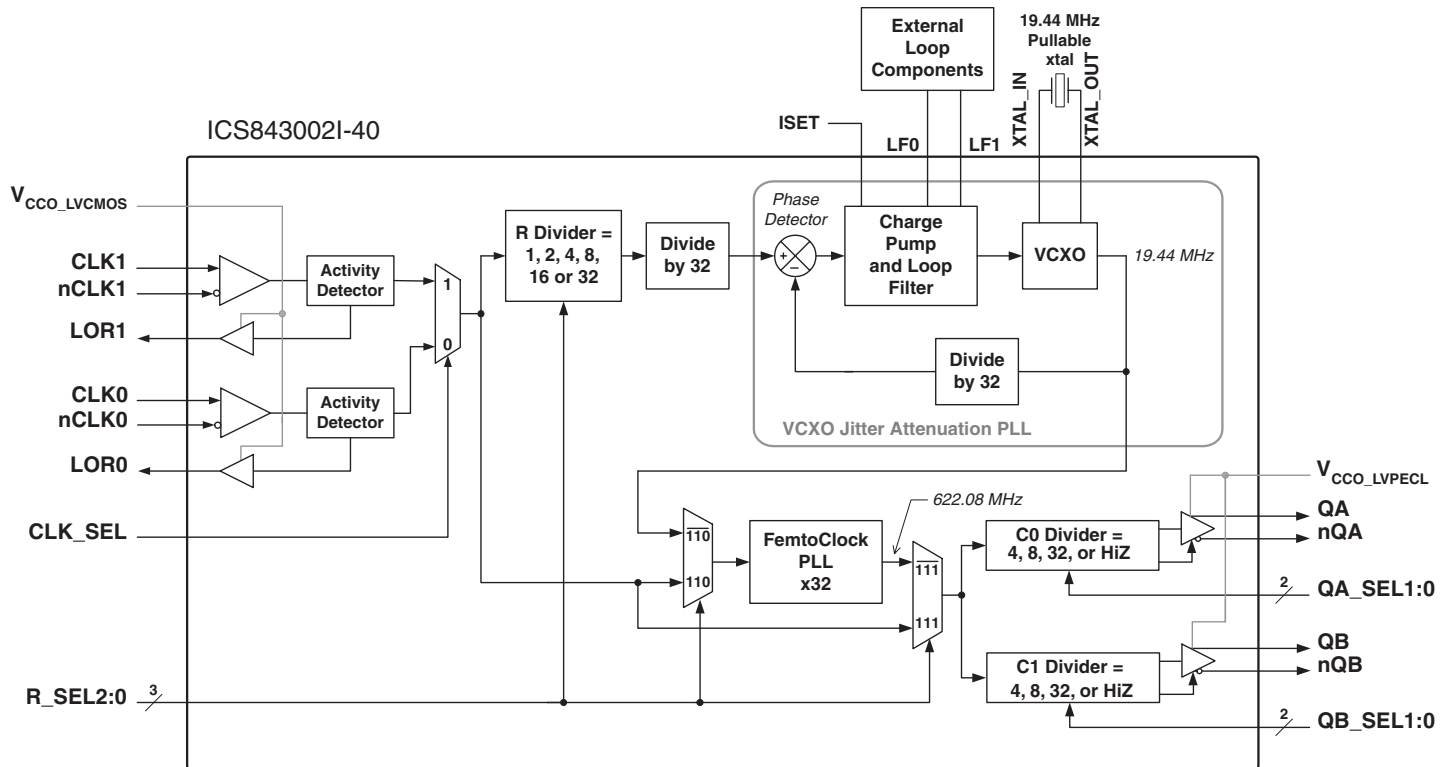 External
Loop
Components
19.44 MHz
Pullable
xtal
XTAL_IN
XTAL_OUT
ISET
LF0
LF1
ICS843002I-40
VCCO_LVCMOS
CLK1
nCLK1
LOR1
CLK0
nCLK0
LOR0
CLK_SEL
R_SEL2:0
3
Activity
Detector
Activity
Detector
1
0
R Divider =
1, 2, 4, 8,
16 or 32
Divide
by 32
Phase
Detector
+
−
Charge
Pump
and Loop
Filter
VCXO
19.44 MHz
Divide
by 32
VCXO Jitter Attenuation PLL
110
110
FemtoClock
PLL
x32
622.08 MHz
111
111
C0 Divider =
4, 8, 32, or HiZ
C1 Divider =
4, 8, 32, or HiZ
VCCO_LVPECL
QA
nQA
2
QA_SEL1:0
QB
nQB
2
QB_SEL1:0